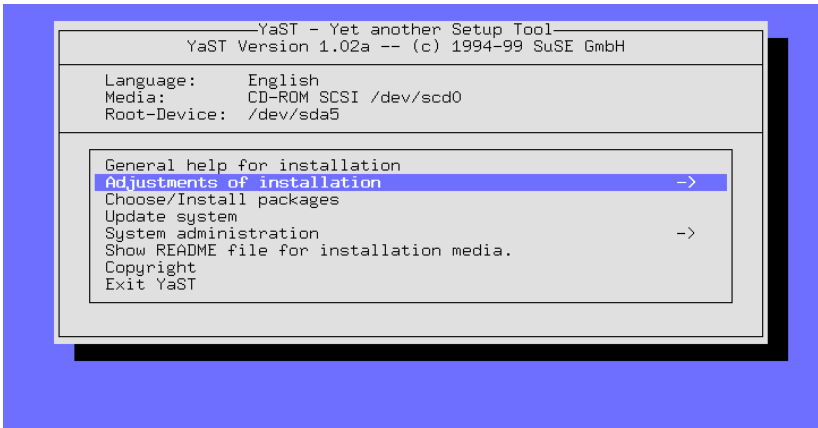 YaST - Yet another Setup Tool
YaST Version 1.02a -- (c) 1994-99 SuSE GmbH
Language: English
Media: CD-ROM SCSI /dev/scd0
Root-Device: /dev/sda5
General help for installation
Adjustments of installation ->
Choose/Install packages
Update system
System administration ->
Show README file for installation media.
Copyright
Exit YaST